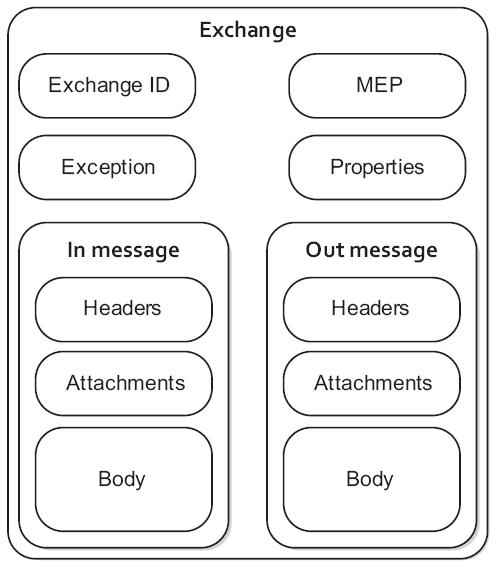 Exchange
Exchange ID
MEP
Exception
Properties
In message
Headers
Attachments
Body
Out message
Headers
Attachments
Body